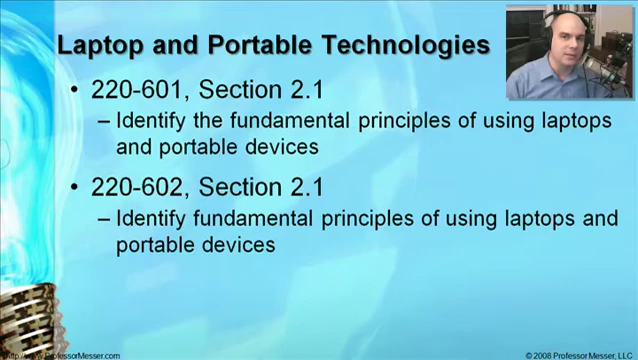 Laptop and Portable Technologies
• 220-601, Section 2.1
– Identify the fundamental principles of using laptops
and portable devices
• 220-602, Section 2.1
– Identify fundamental principles of using laptops and
portable devices
http://www.ProfessorMesser.com
© 2008 Professor Messer, LLC